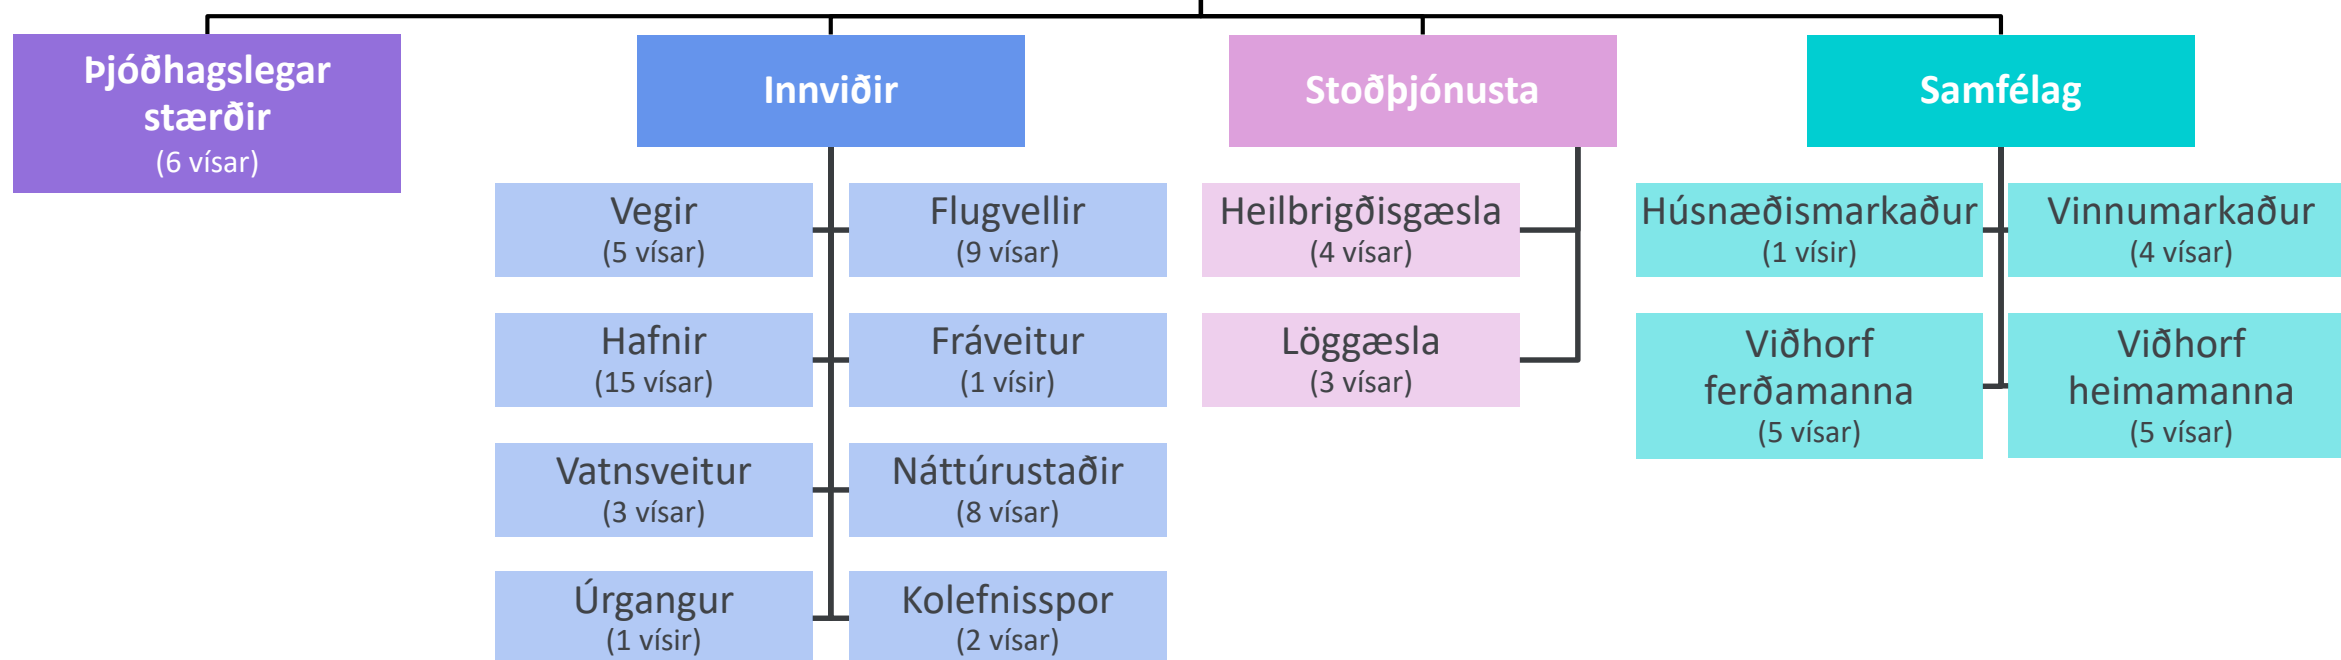 Þjóðhagslegar
stærðir
(6 vísar)
Innviðir
Vegir
(5 vísar)
Flugvellir
(9 vísar)
Hafnir
(15 vísar)
Fráveitur
(1 vísir)
Vatnsveitur
(3 vísar)
Náttúrustaðir
(8 vísar)
Úrgangur
(1 vísir)
Kolefnisspor
(2 vísar)
Stoðþjónusta
Heilbrigðisgæsla
(4 vísar)
Löggæsla
(3 vísar)
Samfélag
Húsnæðismarkaður
(1 vísir)
Vinnumarkaður
(4 vísar)
Viðhorf
ferðamanna
(5 vísar)
Viðhorf
heimamanna
(5 vísar)